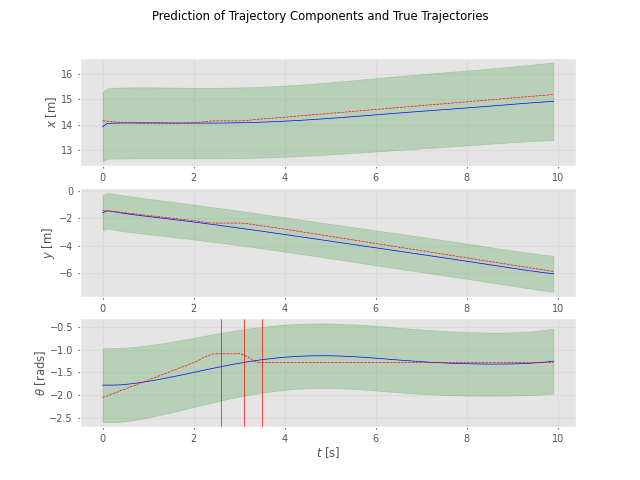 Prediction of Trajectory Components and True Trajectories
16
15
14
13
x [m]
0 2 4 6 8 10
0
−2
−4
−6
y [m]
0 2 4 6 8 10
−0.5
−1.0
−1.5
−2.0
−2.5
θ [rads]
0 2 4 6 8 10
t [s]